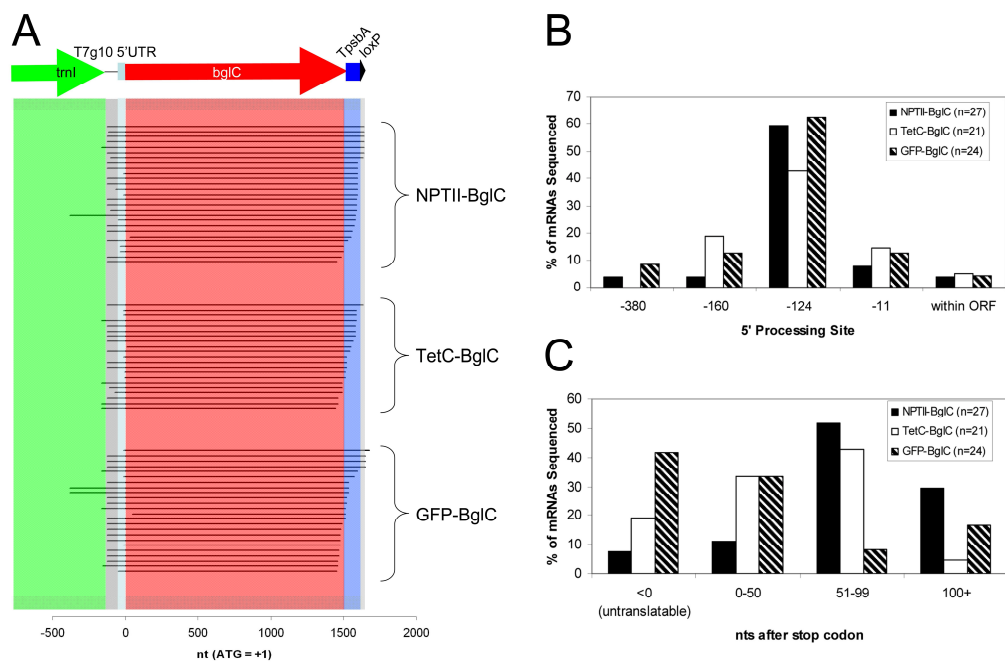 A
T7g10 5'UTR
TpsbA
loxP
trnI
bglC
NPTII-BglC
TetC-BglC
GFP-BglC
-500
0
500
1000
1500
2000
nt (ATG = +1)
B
70
60
50
40
30
20
10
0
% of mRNAs Sequenced
NPTII-BglC (n=27)
TetC-BglC (n=21)
GFP-BglC (n=24)
-380
-160
-124
-11
within ORF
5' Processing Site
C
60
50
40
30
20
10
0
% of mRNAs Sequenced
NPTII-BglC (n=27)
TetC-BglC (n=21)
GFP-BglC (n=24)
<0
(untranslatable)
0-50
51-99
100+
nts after stop codon